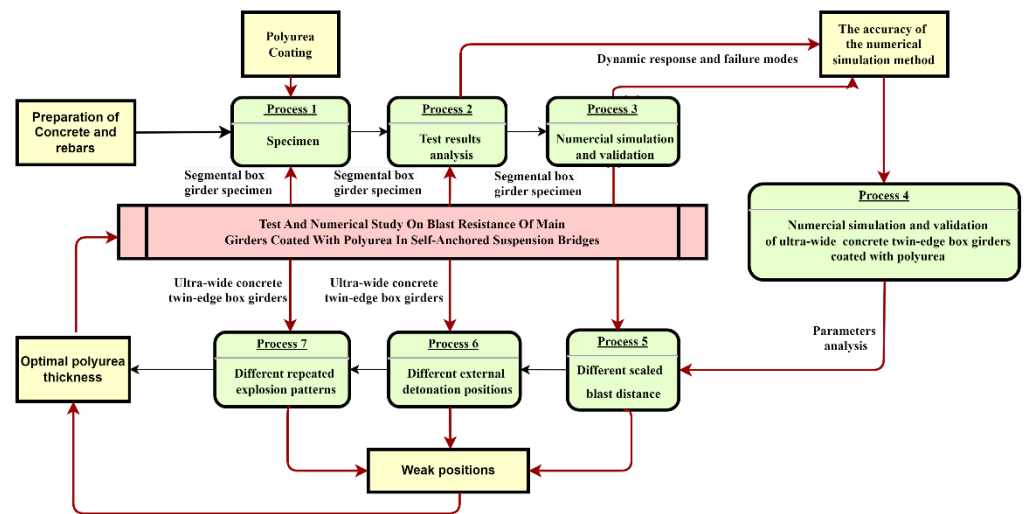 Polyurea
Coating
The accuracy of
the numerical
simulation method
Dynamic response and failure modes
Preparation of
Concrete and
rebars
Process 1
Specimen
Process 2
Test results
analysis
Process 3
Numercial simulation
and validation
Segmental box
girder specimen
Segmental box
girder specimen
Segmental box
girder specimen
Process 4
Numercial simulation and validation
of ultra-wide concrete twin-edge box girders
coated with polyurea
Test And Numerical Study On Blast Resistance Of Main
Girders Coated With Polyurea In Self-Anchored Suspension Bridges
Ultra-wide concrete
twin-edge box girders
Ultra-wide concrete
twin-edge box girders
Parameters
analysis
Optimal polyurea
thickness
Process 7
Different repeated
explosion patterns
Process 6
Different external
detonation positions
Process 5
Different scaled
blast distance
Weak positions